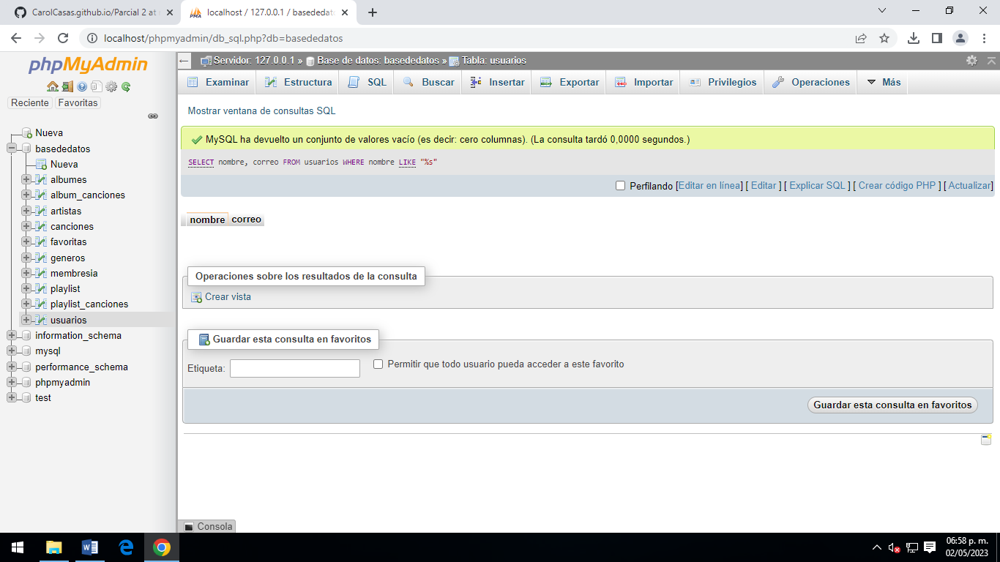 CarolCasas.github.io/Parcial 2 at
localhost / 127.0.0.1 / basededato
localhost/phpmyadmin/db_sql.php?db=basededatos
phpMyAdmin
Reciente
Favoritas
Nueva
basededatos
Nueva
albumes
album_canciones
artistas
canciones
favoritas
generos
membresia
playlist
playlist_canciones
usuarios
information_schema
mysql
performance_schema
phpmyadmin
test
Servidor: 127.0.0.1 » Base de datos: basededatos » Tabla: usuarios
Examinar Estructura SQL Buscar Insertar Exportar Importar Privilegios Operaciones Más
Mostrar ventana de consultas SQL
MySQL ha devuelto un conjunto de valores vacío (es decir: cero columnas). (La consulta tardó 0,0000 segundos.)
SELECT nombre, correo FROM usuarios WHERE nombre LIKE "%s"
Perfilando [Editar en línea] [ Editar ] [ Explicar SQL ] [ Crear código PHP ] [ Actualizar]
nombre correo
Operaciones sobre los resultados de la consulta
Crear vista
Guardar esta consulta en favoritos
Etiqueta:
Permitir que todo usuario pueda acceder a este favorito
Guardar esta consulta en favoritos
Consola
06:58 p. m.
02/05/2023